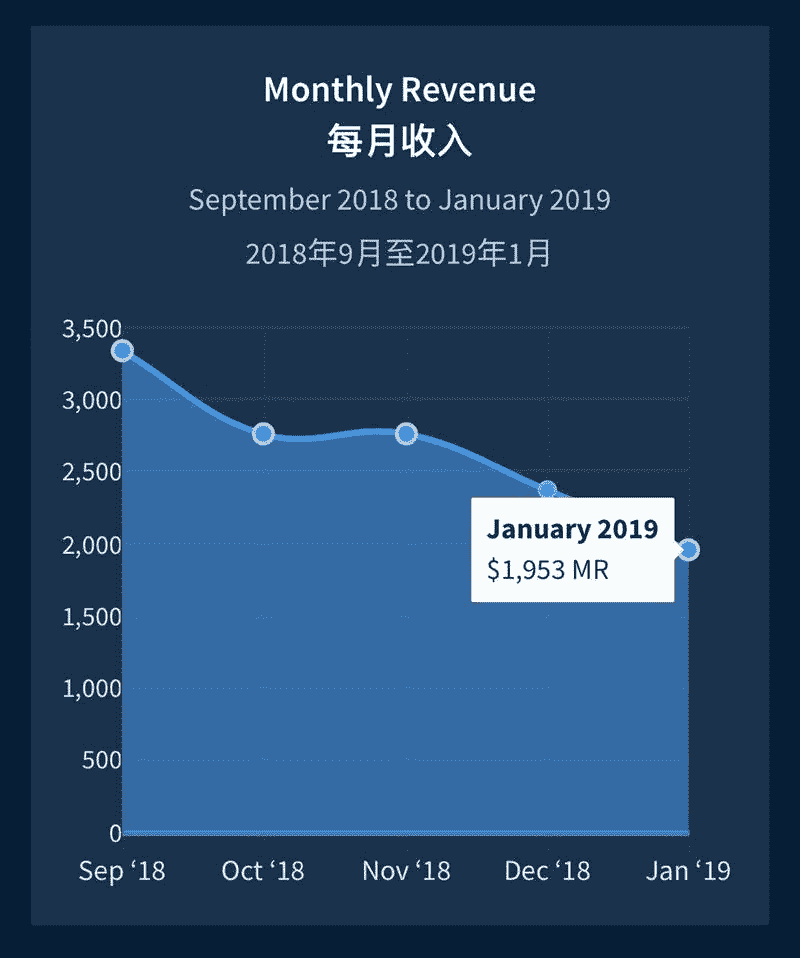 Monthly Revenue
每月收入
September 2018 to January 2019
2018年9月至2019年1月
3,500
3,000
2,500
2,000
1,500
1,000
500
0
January 2019
$1,953 MR
Sep ‘18 Oct ‘18 Nov ‘18 Dec ‘18 Jan ‘19